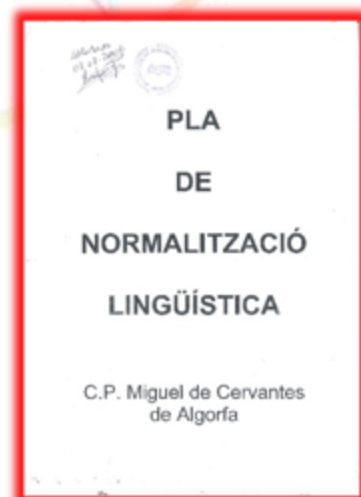 PLA
DE
NORMALITZACIÓ
LINGÜÍSTICA
C.P. Miguel de Cervantes
de Algorfa